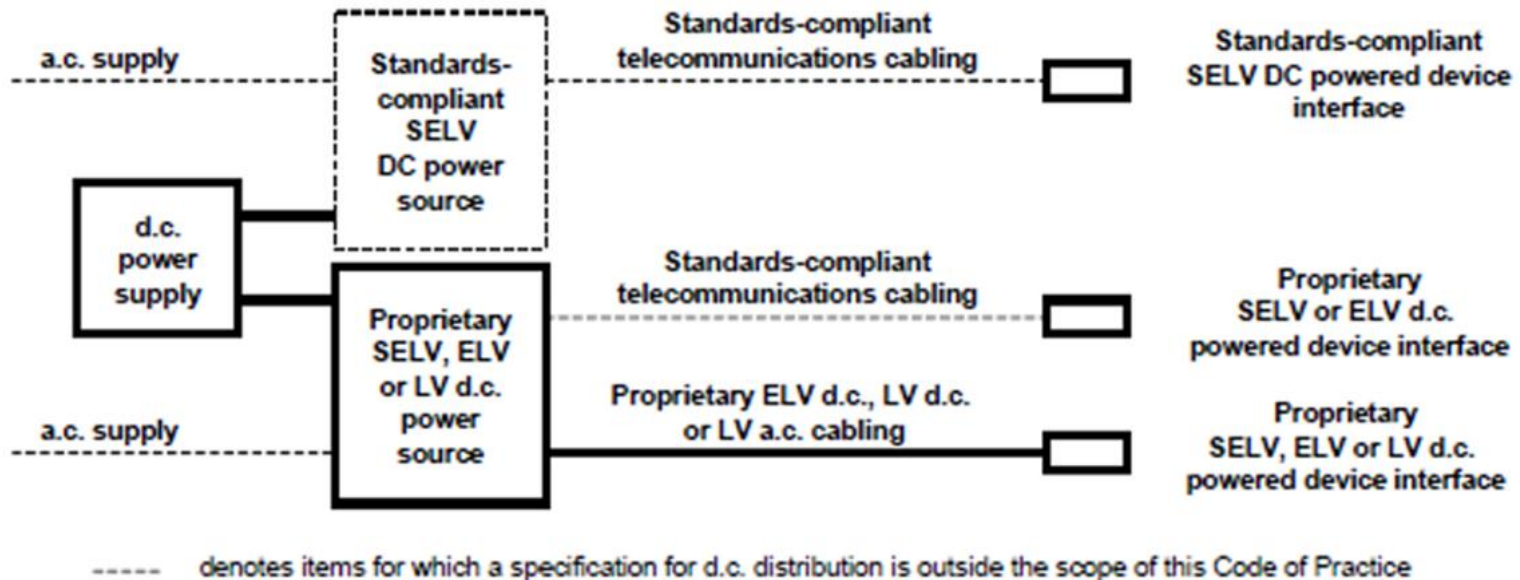 a.c. supply
Standards-
compliant
SELV
DC power
source
Standards-compliant
telecommunications cabling
Standards-compliant
SELV DC powered device
interface
d.c.
power
supply
Proprietary
SELV, ELV
or LV d.c.
power
source
Standards-compliant
telecommunications cabling
Proprietary
SELV or ELV d.c.
powered device interface
a.c. supply
Proprietary ELV d.c., LV d.c.
or LV a.c. cabling
Proprietary
SELV, ELV or LV d.c.
powered device interface
denotes items for which a specification for d.c. distribution is outside the scope of this Code of Practice